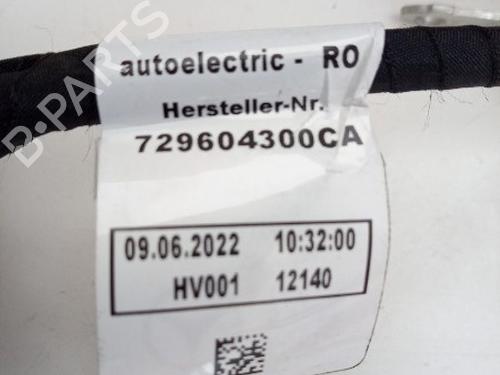 B-PARTS
autoelectric - RO
Hersteller-Nr.
729604300CA
09.06.2022 10:32:00
HV001 12140